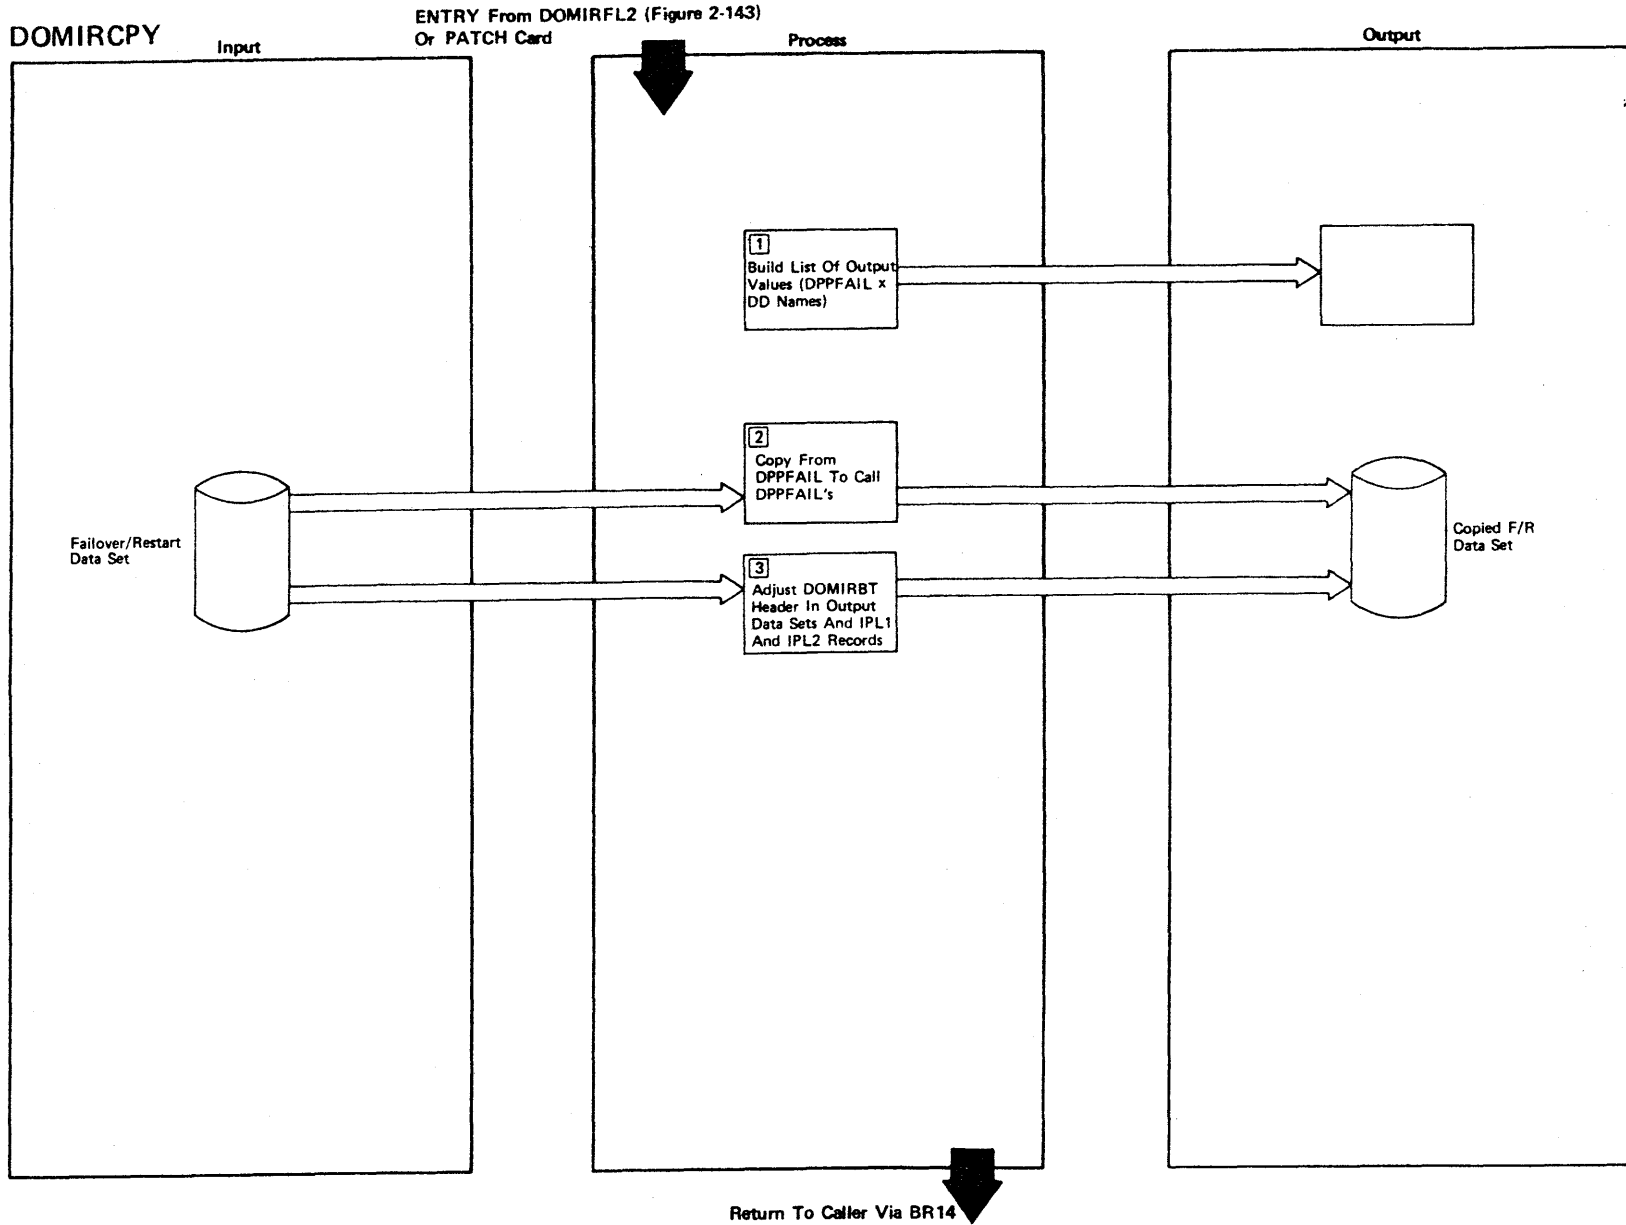 ENTRY From DOMIRFL2 (Figure 2-143)
Or PATCH Card
DOMIRCPY
Input
Process
Output
1
Build List Of Output
Values (DPPFAIL x
DD Names)
2
Copy From
DPPFAIL To Call
DPPFAIL's
Failover/Restart
Data Set
Copied F/R
Data Set
3
Adjust DOMIRBT
Header In Output
Data Sets And IPL1
And IPL2 Records
Return To Caller Via BR14